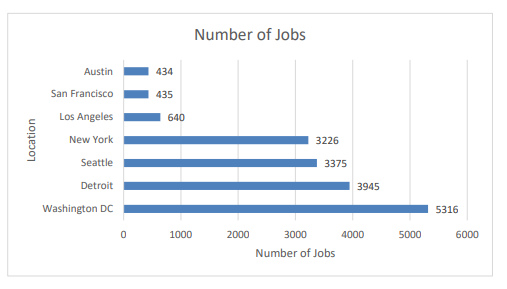 Number of Jobs
Location
Austin 434
San Francisco 435
Los Angeles 640
New York 3226
Seattle 3375
Detroit 3945
Washington DC 5316
0 1000 2000 3000 4000 5000 6000
Number of Jobs